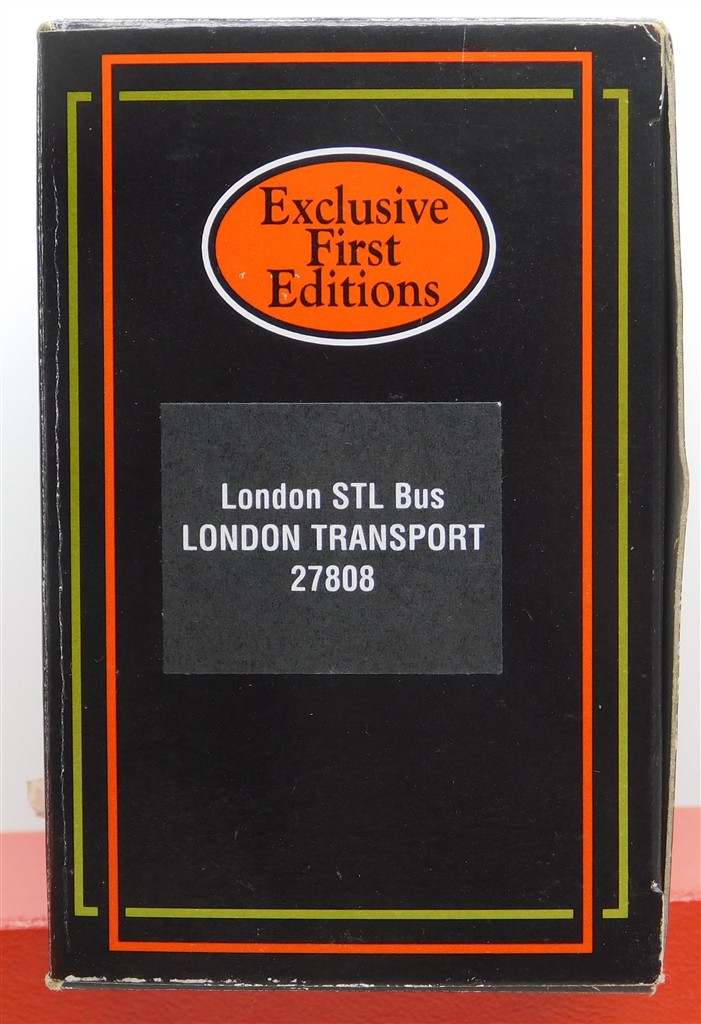 Exclusive
First
Editions
London STL Bus
LONDON TRANSPORT
27808